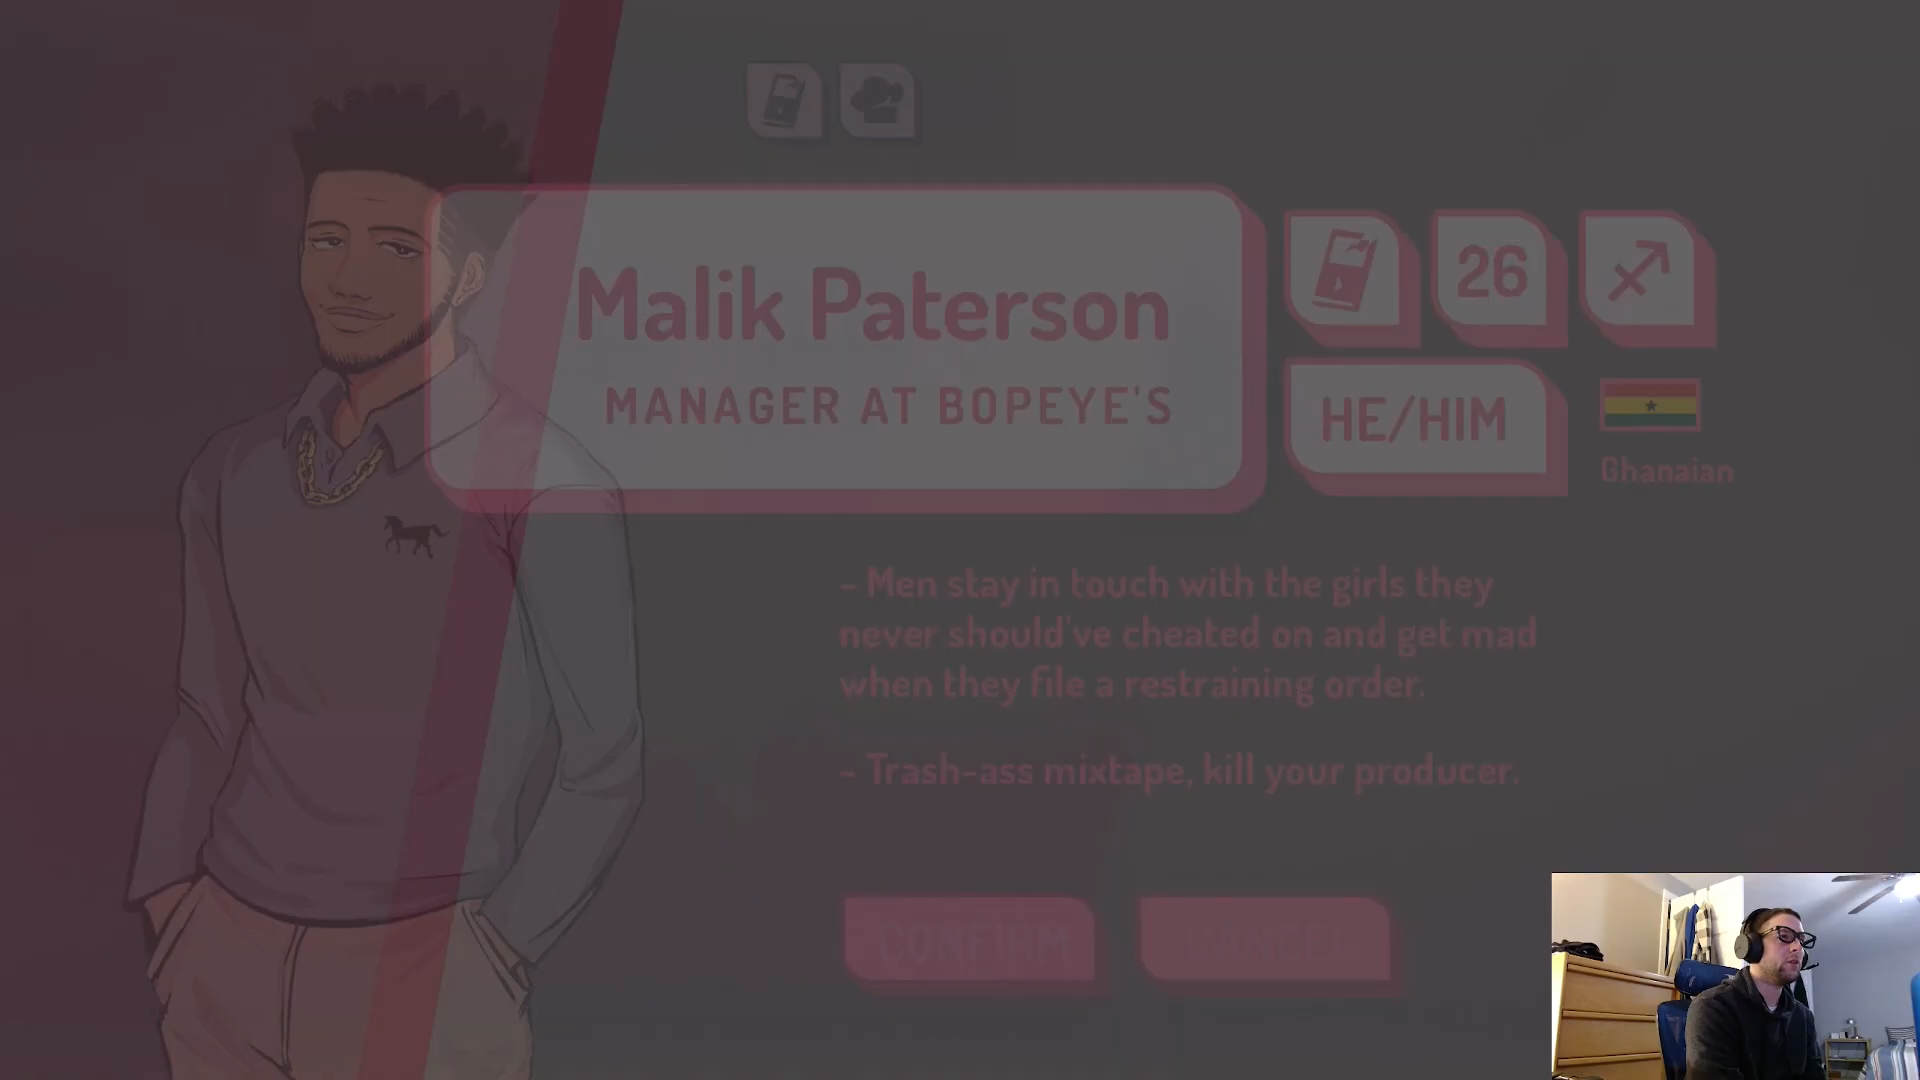 Malik Paterson
MANAGER AT BOPEYE'S
26
HE/HIM
Ghanaian
- Men stay in touch with the girls they
never should've cheated on and get mad
when they file a restraining order.
- Trash-ass mixtape, kill your producer.
CONFIRM